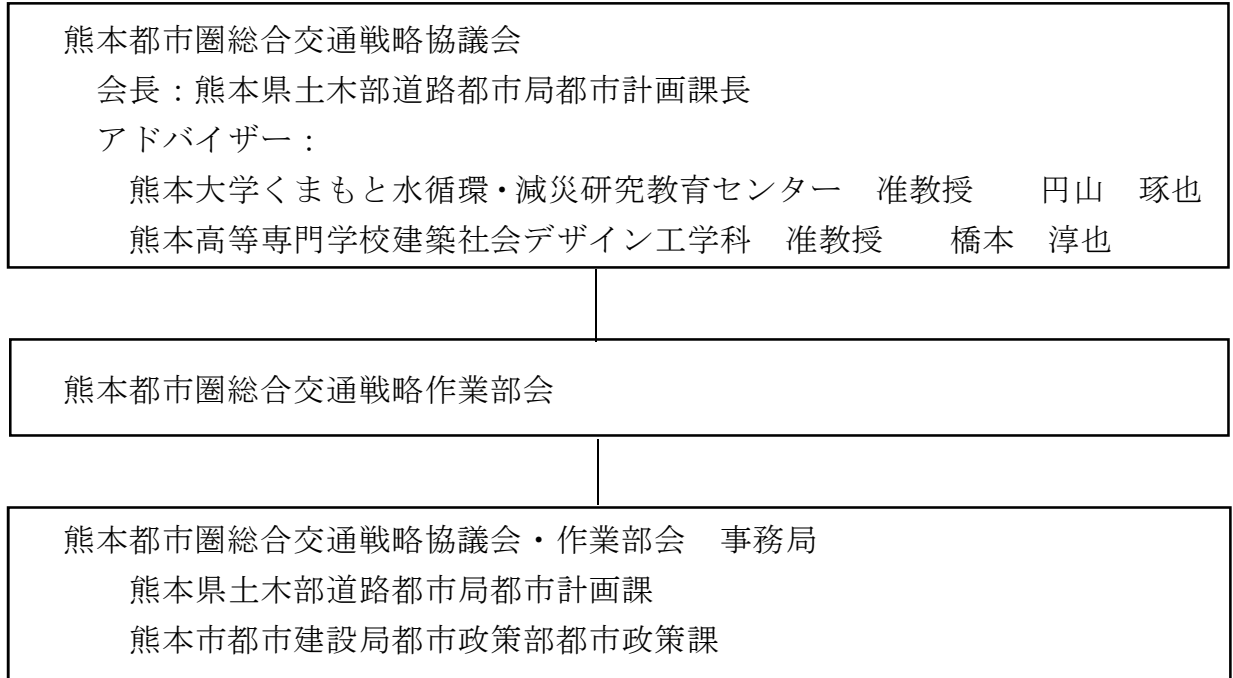 熊本都市圏総合交通戦略協議会
会長：熊本県土木部道路都市局都市計画課長
アドバイザー：
熊本大学くまもと水循環・減災研究教育センター　准教授　　円山　琢也
熊本高等専門学校建築社会デザイン工学科　准教授　　橋本　淳也
熊本都市圏総合交通戦略作業部会
熊本都市圏総合交通戦略協議会・作業部会　事務局
熊本県土木部道路都市局都市計画課
熊本市都市建設局都市政策部都市政策課